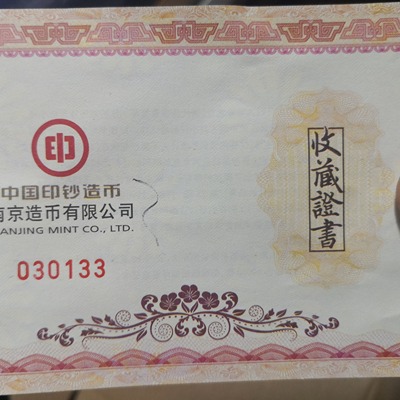 中国印钞造币
南京造币有限公司
NANJING MINT CO., LTD.
030133
收藏證書